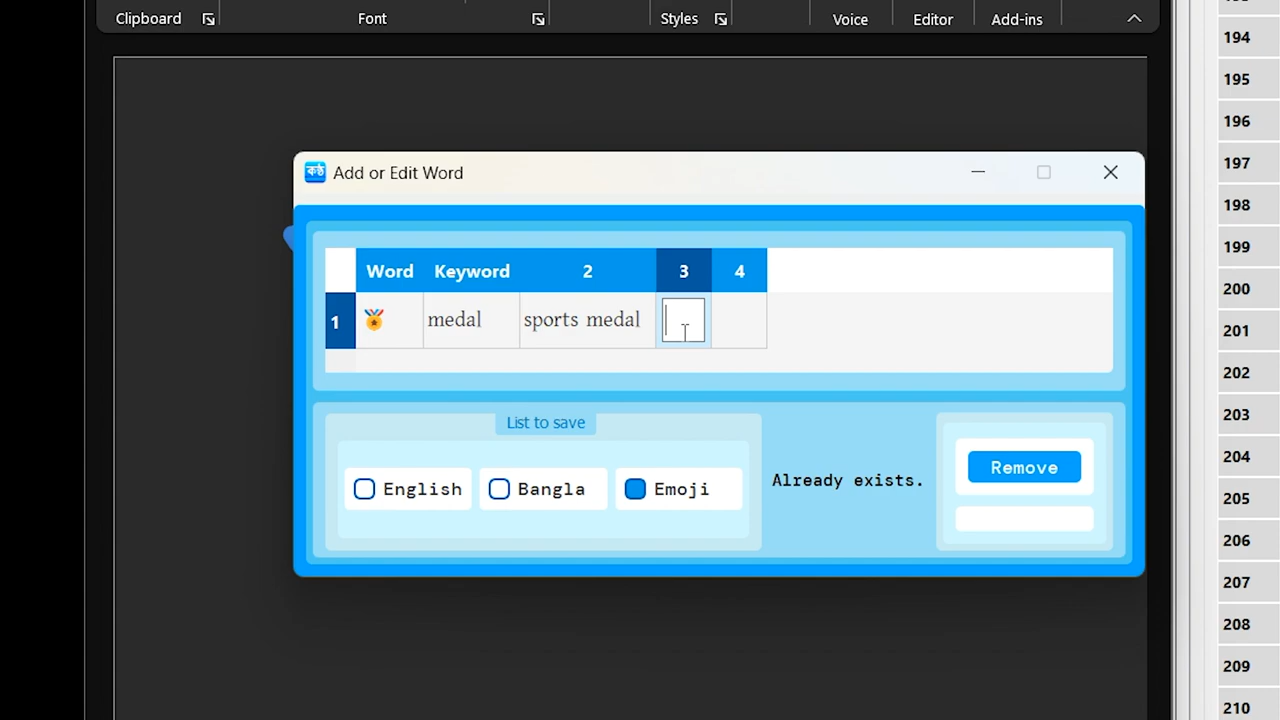 Clipboard Font Styles Voice Editor Add-ins
194
195
196
197
198
199
200
201
202
203
204
205
206
207
208
209
210
কণ্ঠ Add or Edit Word
Word Keyword 2 3 4
1 🏅 medal sports medal
List to save
English Bangla Emoji
Already exists.
Remove